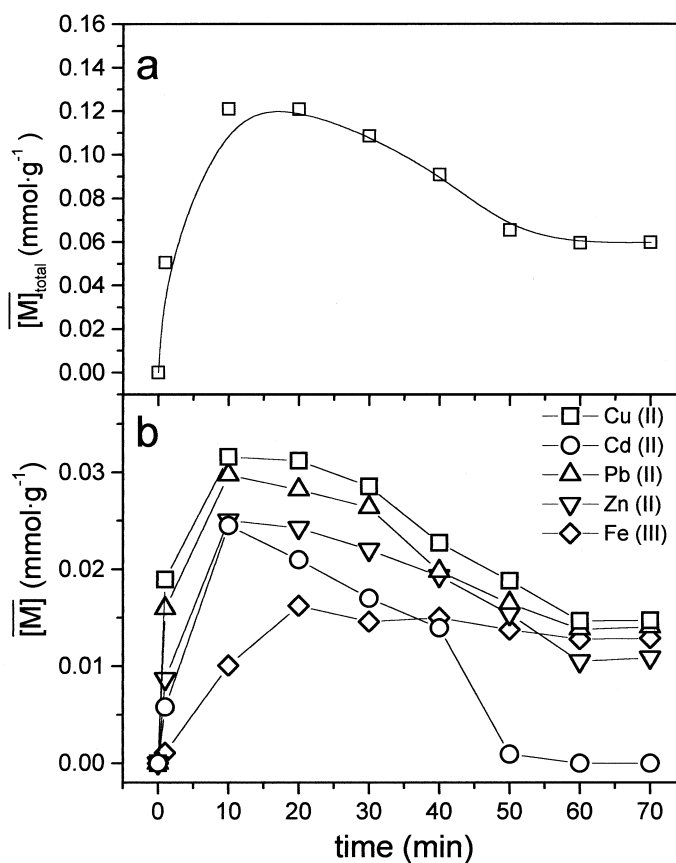 a
[M]total (mmol·g-1)
0.16
0.14
0.12
0.10
0.08
0.06
0.04
0.02
0.00
b
[M] (mmol·g-1)
0.03
0.02
0.01
0.00
Cu (II)
Cd (II)
Pb (II)
Zn (II)
Fe (III)
0 10 20 30 40 50 60 70
time (min)